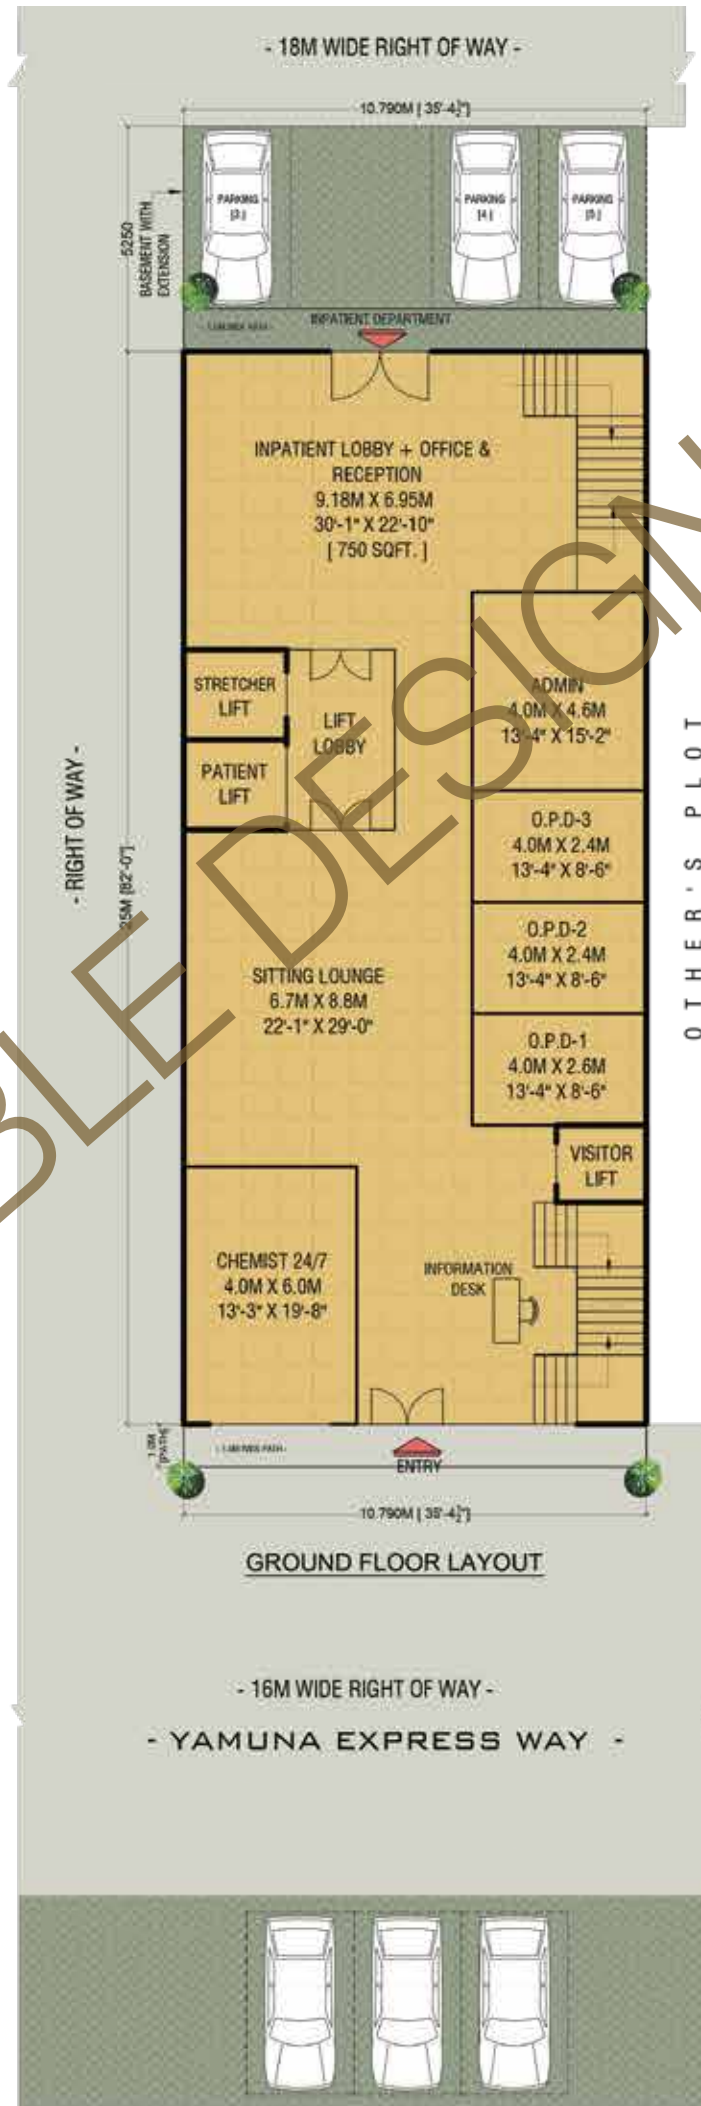 - 18M WIDE RIGHT OF WAY -
10.790M [ 35'-4½"]
5250
BASEMENT WITH
EXTENSION
PARKING
PARKING
[4.]
PARKING
INPATIENT DEPARTMENT
INPATIENT LOBBY + OFFICE &
RECEPTION
9.18M X 6.95M
30'-1" X 22'-10"
[ 750 SQFT. ]
STRETCHER
LIFT
LIFT
LOBBY
PATIENT
LIFT
ADMIN
4.0M X 4.6M
13'-4" X 15'-2"
O.P.D-3
4.0M X 2.4M
13'-4" X 8'-6"
O.P.D-2
4.0M X 2.4M
13'-4" X 8'-6"
O.P.D-1
4.0M X 2.6M
13'-4" X 8'-6"
- RIGHT OF WAY -
25M [82'-0"]
OTHER'S PLOT
SITTING LOUNGE
6.7M X 8.8M
22'-1" X 29'-0"
VISITOR
LIFT
CHEMIST 24/7
4.0M X 6.0M
13'-3" X 19'-8"
INFORMATION
DESK
ENTRY
10.790M [ 35'-4½"]
GROUND FLOOR LAYOUT
- 16M WIDE RIGHT OF WAY -
- YAMUNA EXPRESS WAY -
BLE DESIGN